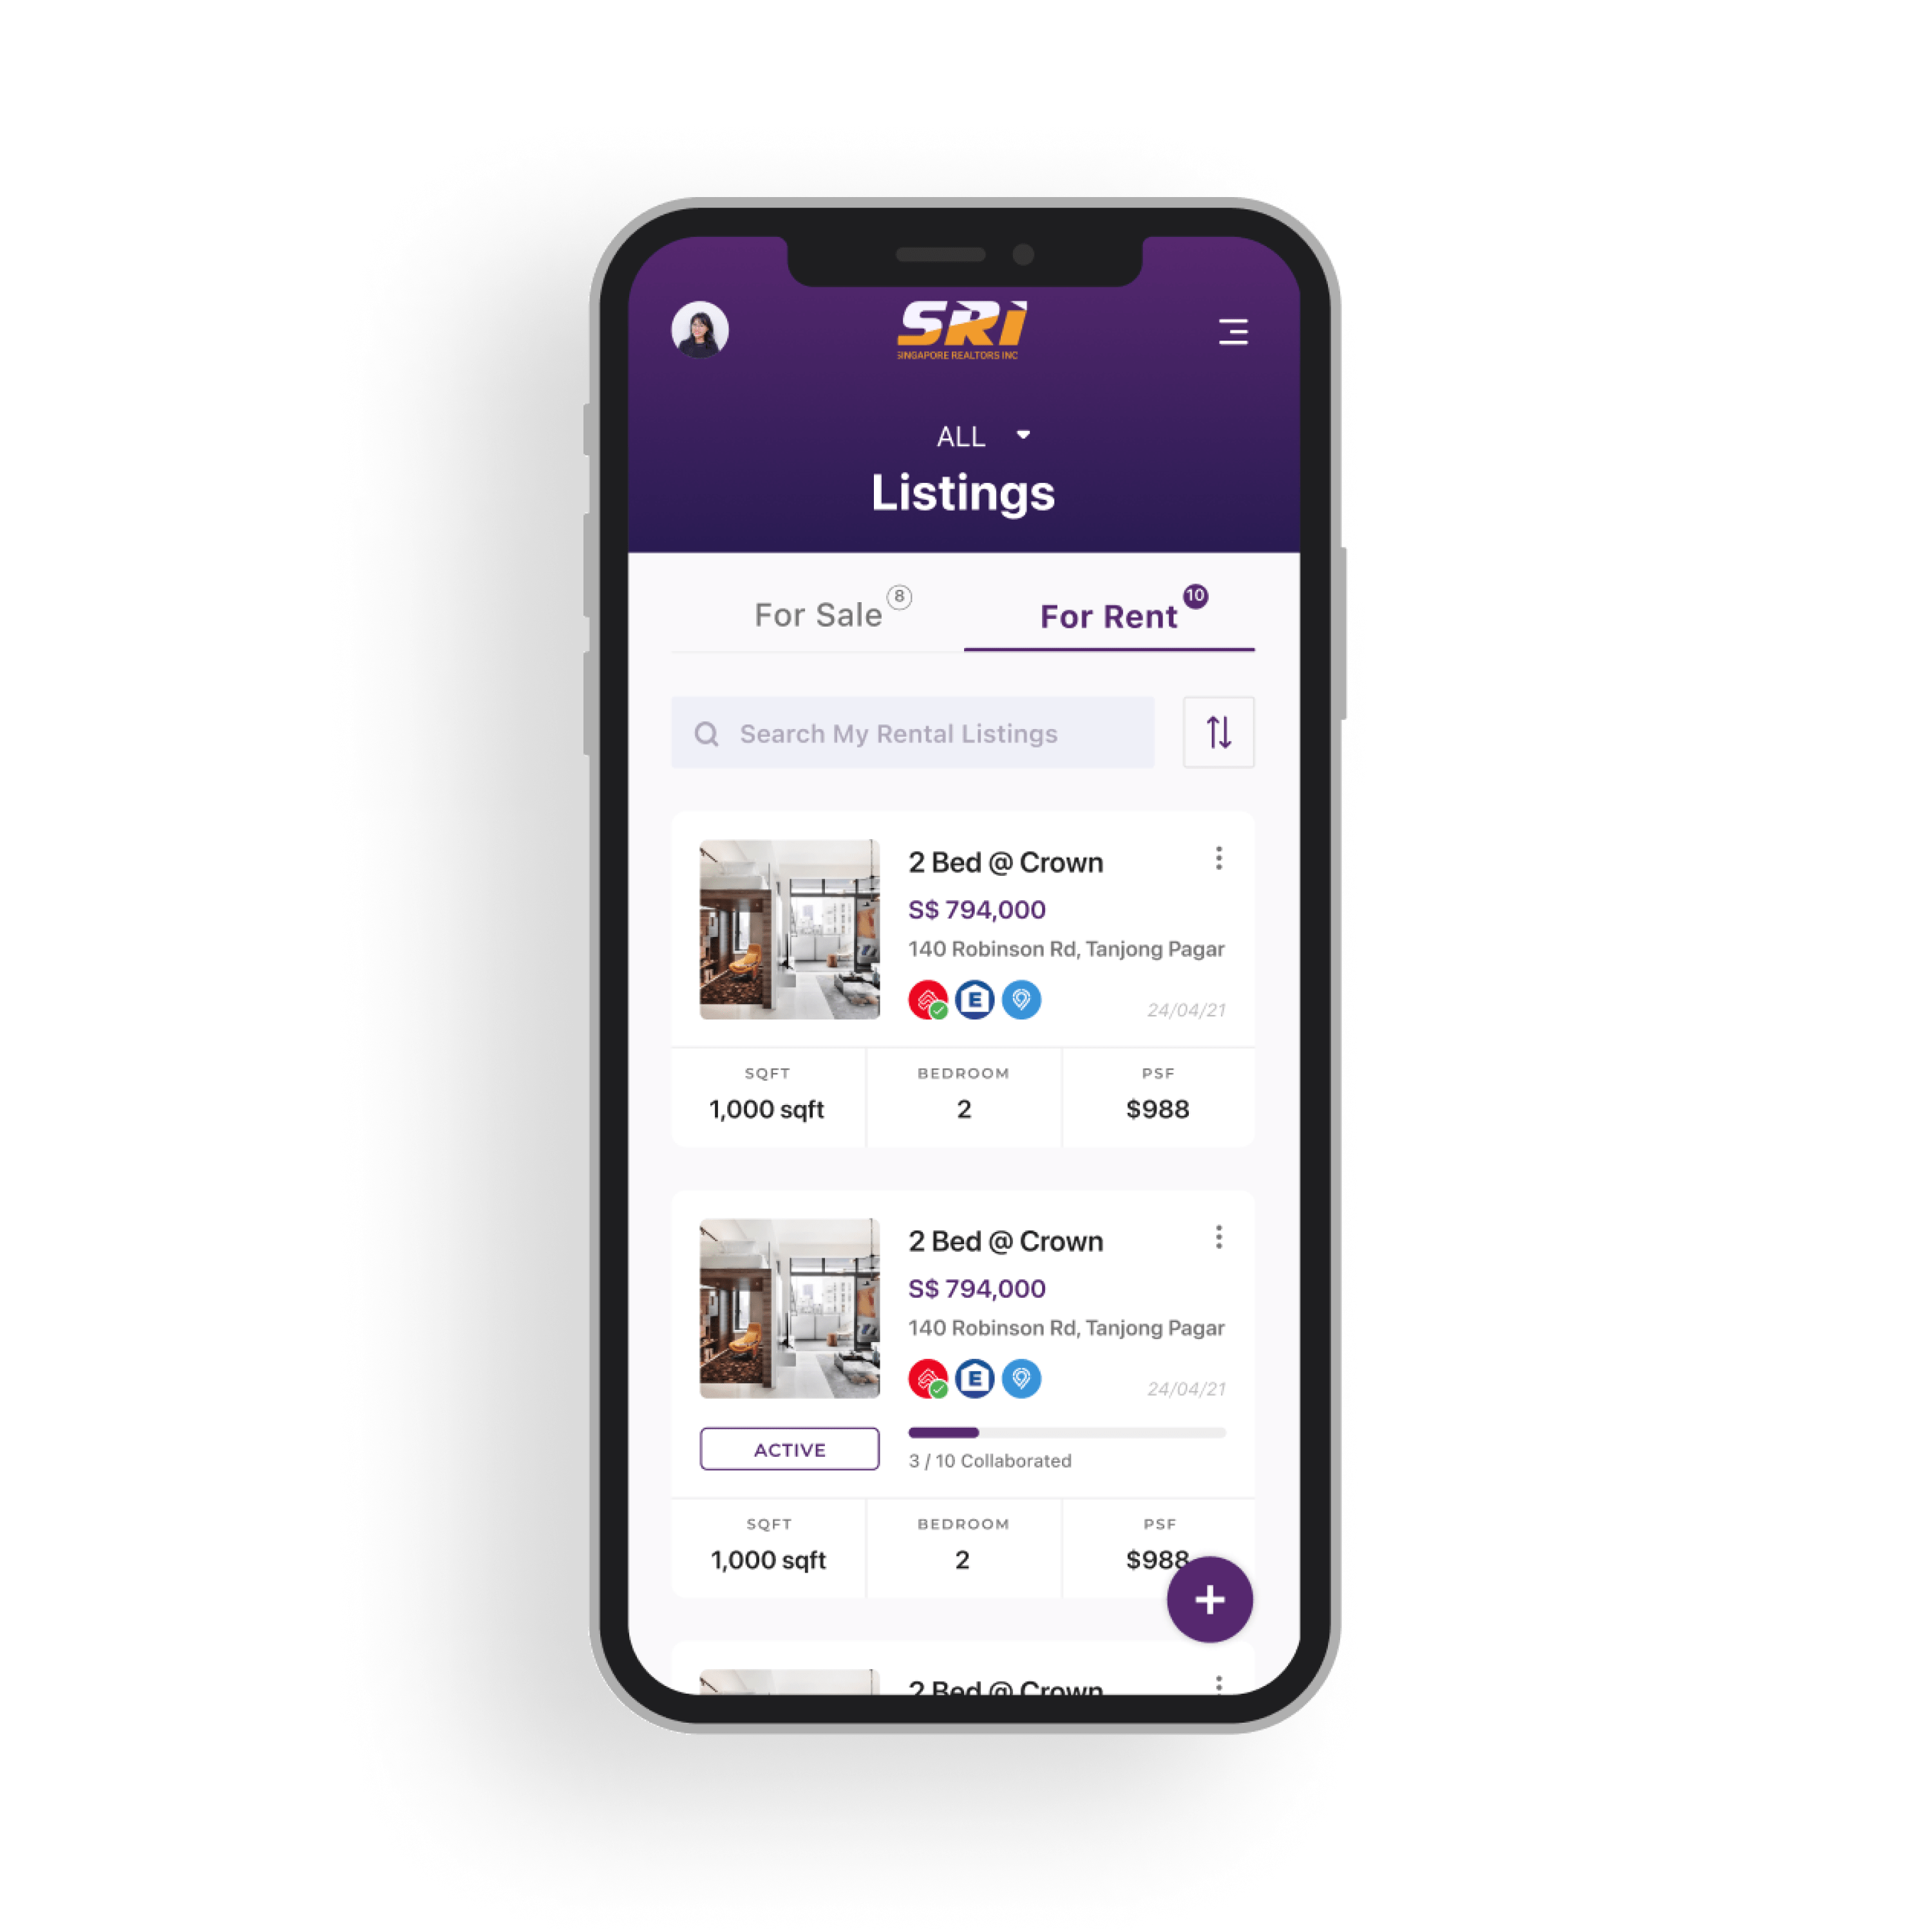 SRI
SINGAPORE REALTORS INC
ALL
Listings
For Sale 8
For Rent 10
Search My Rental Listings
2 Bed @ Crown
S$ 794,000
140 Robinson Rd, Tanjong Pagar
E
24/04/21
SQFT BEDROOM PSF
1,000 sqft 2 $988
2 Bed @ Crown
S$ 794,000
140 Robinson Rd, Tanjong Pagar
E
24/04/21
ACTIVE
3 / 10 Collaborated
SQFT BEDROOM PSF
1,000 sqft 2 $988
2 Bed @ Crown